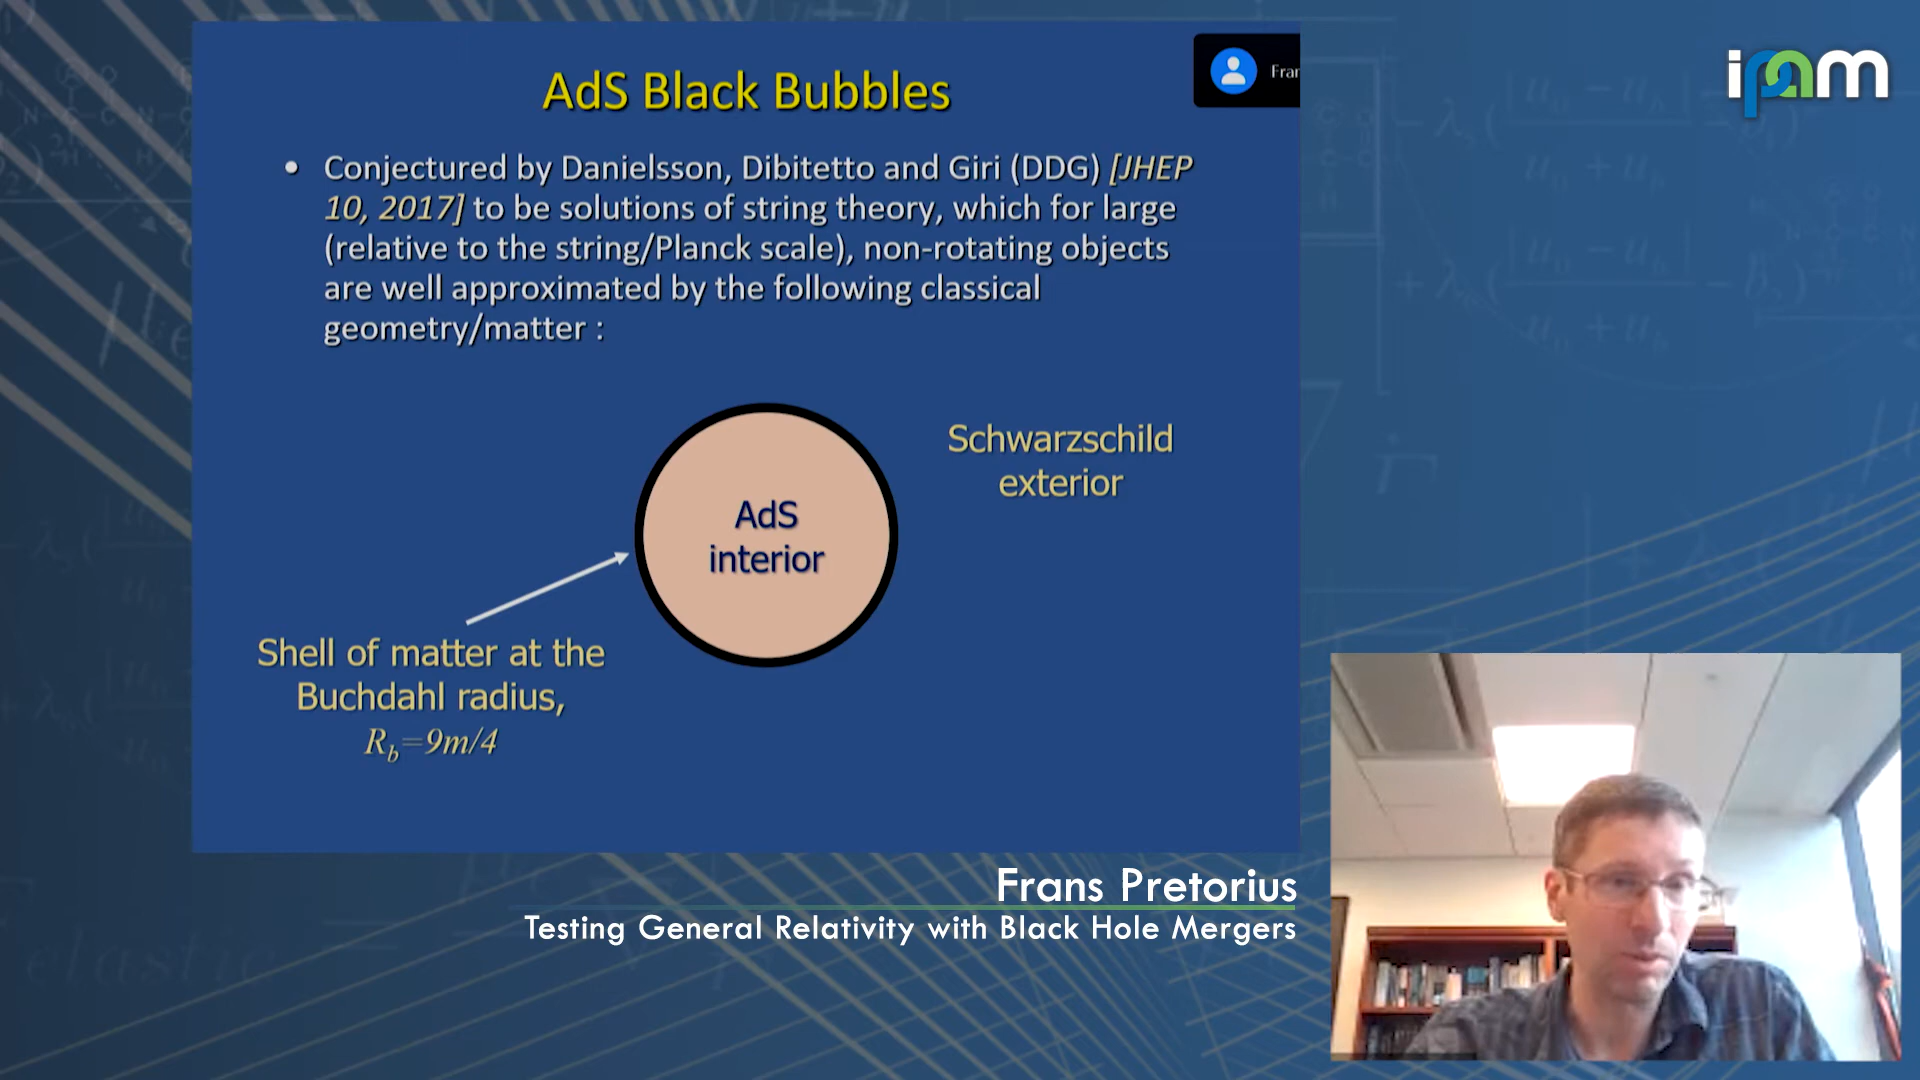 AdS Black Bubbles
Fran
ipam
• Conjectured by Danielsson, Dibitetto and Giri (DDG) [JHEP
10, 2017] to be solutions of string theory, which for large
(relative to the string/Planck scale), non-rotating objects
are well approximated by the following classical
geometry/matter :
Schwarzschild
exterior
AdS
interior
Shell of matter at the
Buchdahl radius,
R_b=9m/4
Frans Pretorius
Testing General Relativity with Black Hole Mergers
elastic